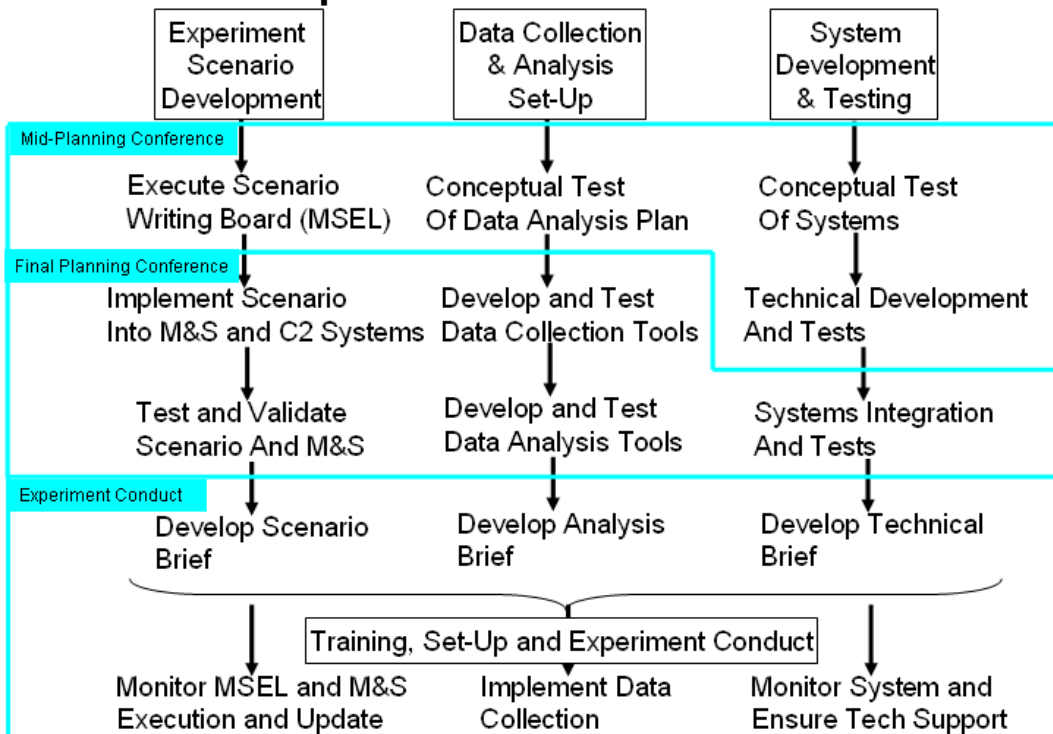 Experiment
Scenario
Development
Data Collection
& Analysis
Set-Up
System
Development
& Testing
Mid-Planning Conference
Execute Scenario
Writing Board (MSEL)
Conceptual Test
Of Data Analysis Plan
Conceptual Test
Of Systems
Final Planning Conference
Implement Scenario
Into M&S and C2 Systems
Develop and Test
Data Collection Tools
Technical Development
And Tests
Test and Validate
Scenario And M&S
Develop and Test
Data Analysis Tools
Systems Integration
And Tests
Experiment Conduct
Develop Scenario
Brief
Develop Analysis
Brief
Develop Technical
Brief
Training, Set-Up and Experiment Conduct
Monitor MSEL and M&S
Execution and Update
Implement Data
Collection
Monitor System and
Ensure Tech Support